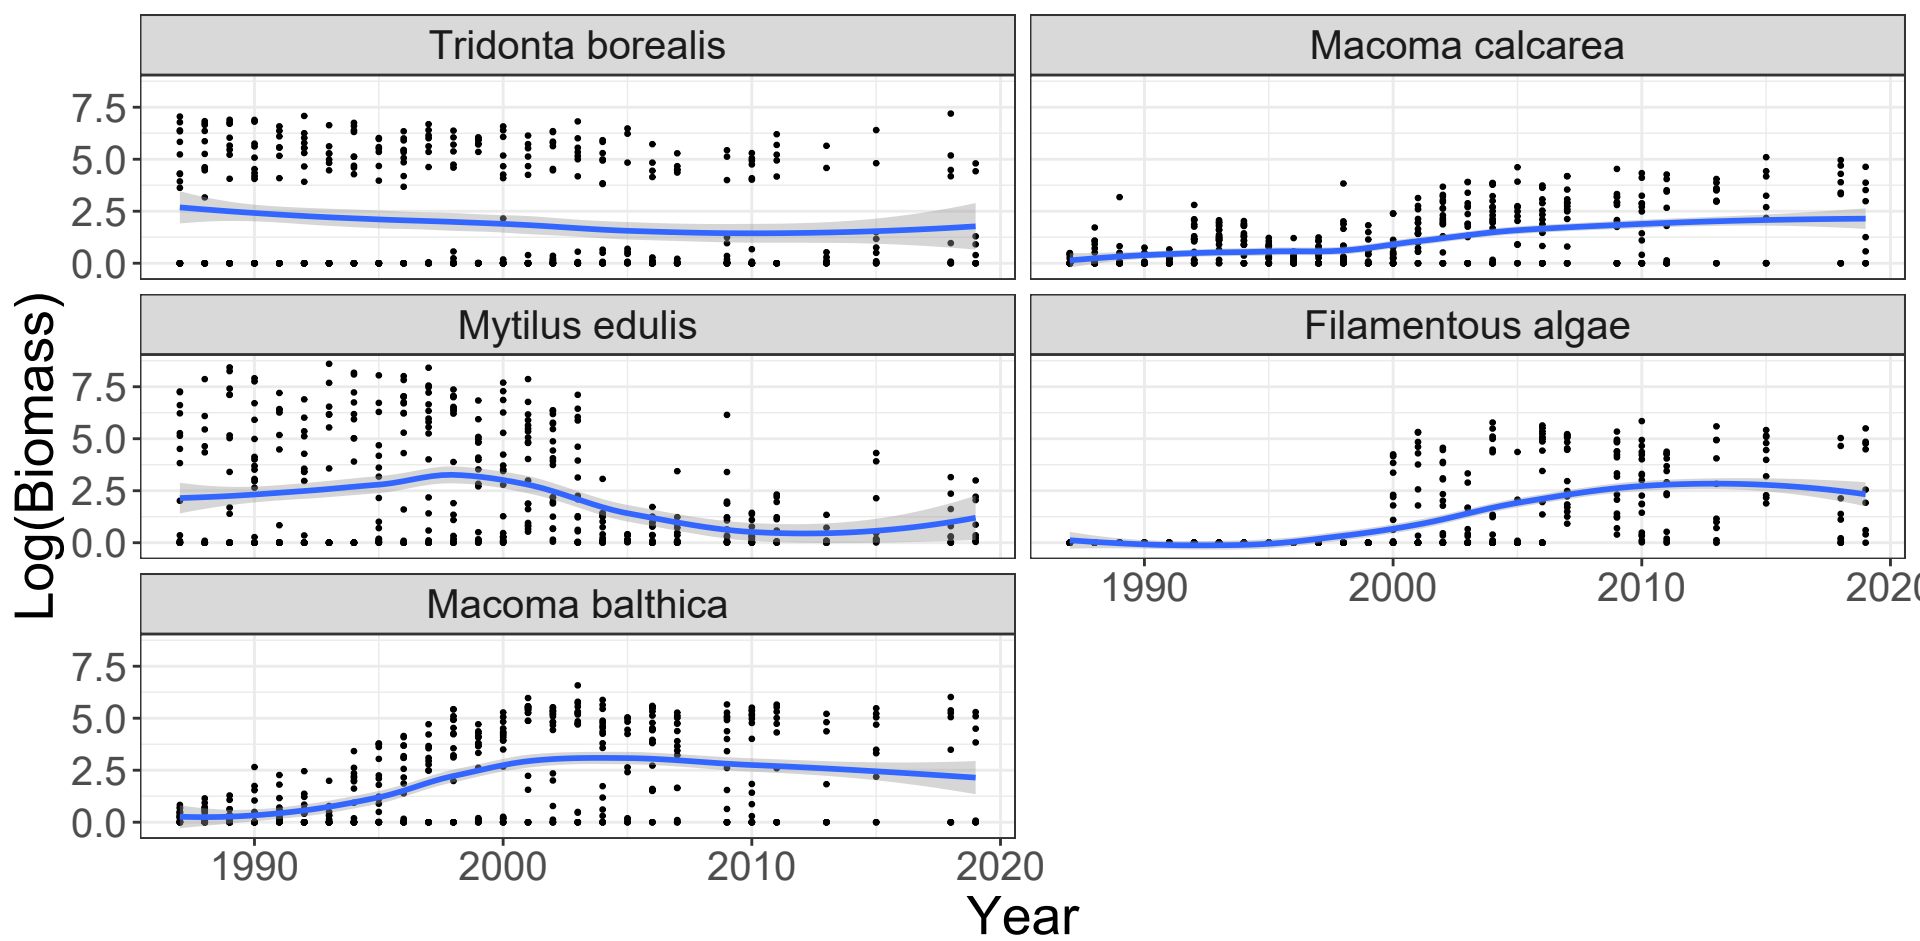 Tridonta borealis
Macoma calcarea
7.5
5.0
2.5
0.0
Mytilus edulis
Filamentous algae
7.5
5.0
2.5
0.0
1990 2000 2010 2020
Macoma balthica
7.5
5.0
2.5
0.0
1990 2000 2010 2020
Year
Log(Biomass)